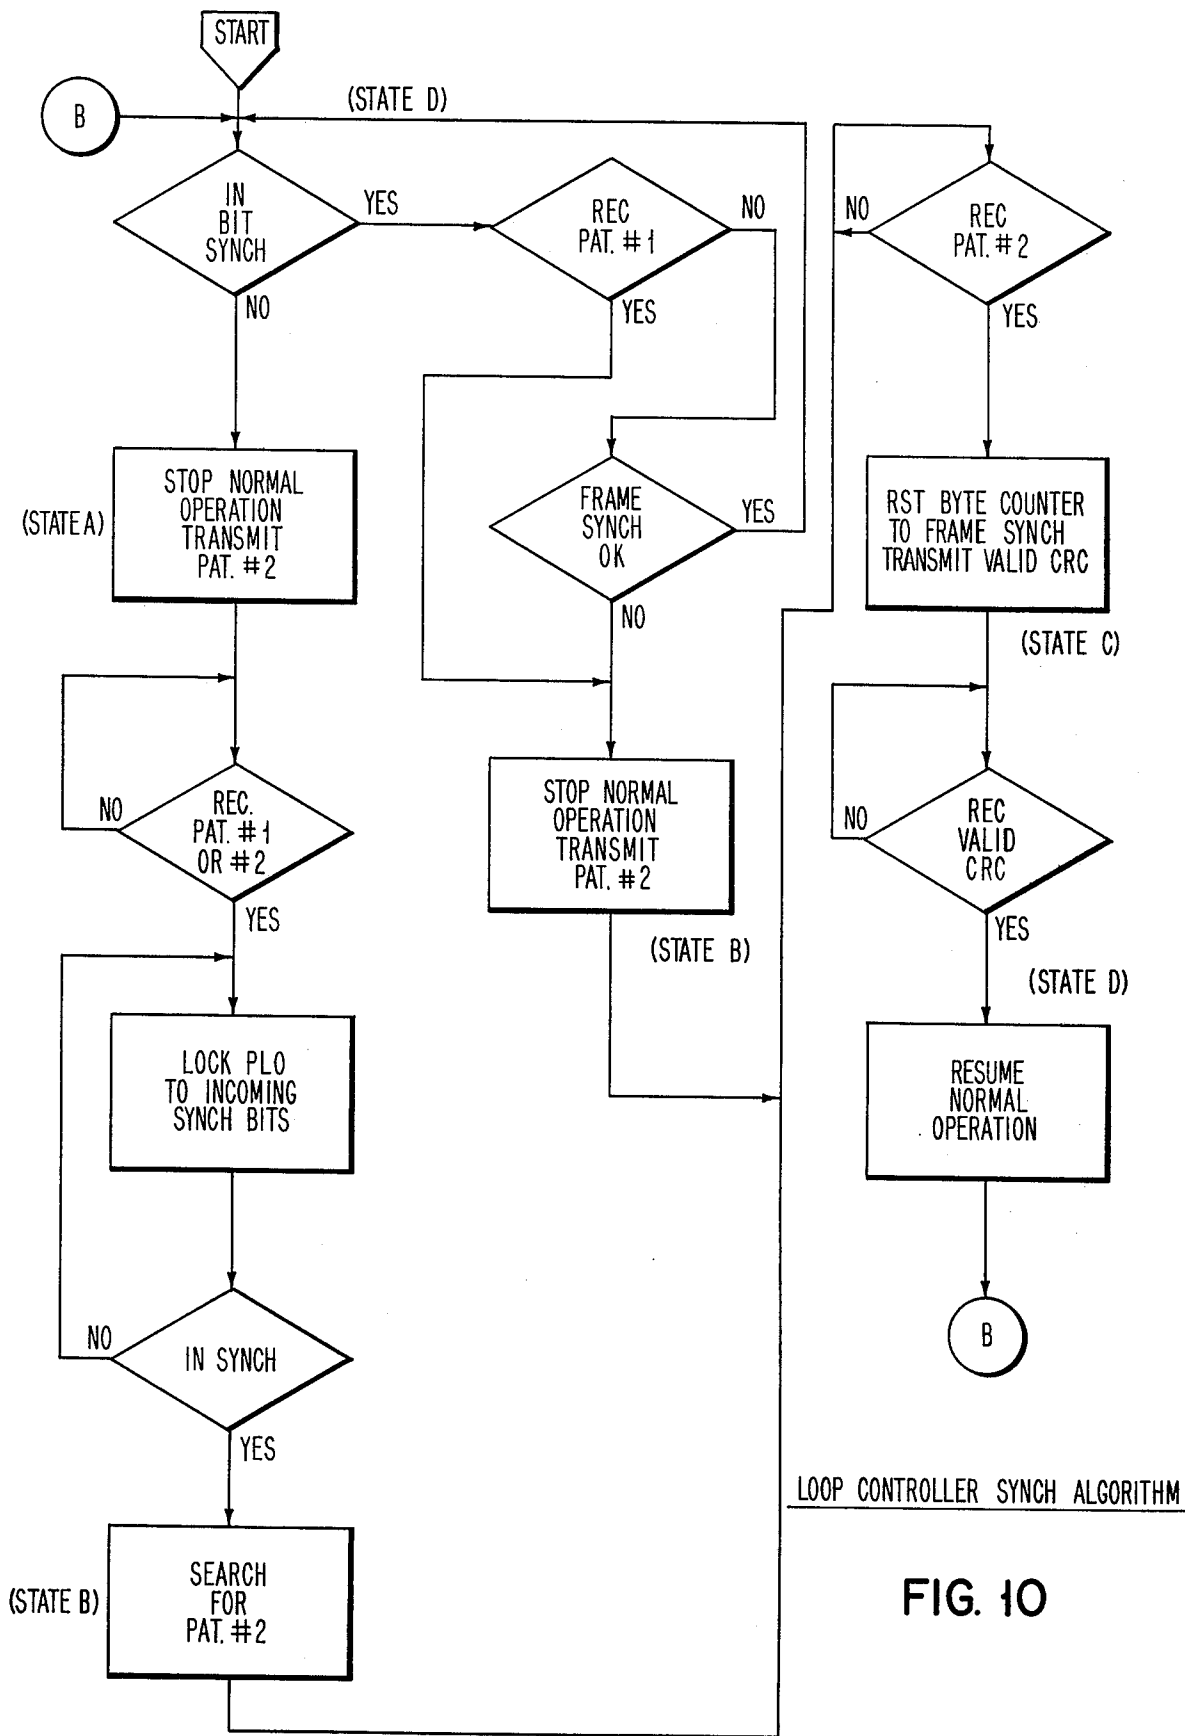 START
B
(STATE D)
IN
BIT
SYNCH
YES
NO
REC
PAT. #1
NO
YES
FRAME
SYNCH
OK
YES
NO
STOP NORMAL
OPERATION
TRANSMIT
PAT. #2
(STATE A)
REC.
PAT. #1
OR #2
NO
YES
LOCK PLO
TO INCOMING
SYNCH BITS
IN SYNCH
NO
YES
SEARCH
FOR
PAT. #2
(STATE B)
STOP NORMAL
OPERATION
TRANSMIT
PAT. #2
(STATE B)
REC
PAT. #2
NO
YES
RST BYTE COUNTER
TO FRAME SYNCH
TRANSMIT VALID CRC
(STATE C)
REC
VALID
CRC
NO
YES
(STATE D)
RESUME
NORMAL
OPERATION
B
LOOP CONTROLLER SYNCH ALGORITHM
FIG. 10